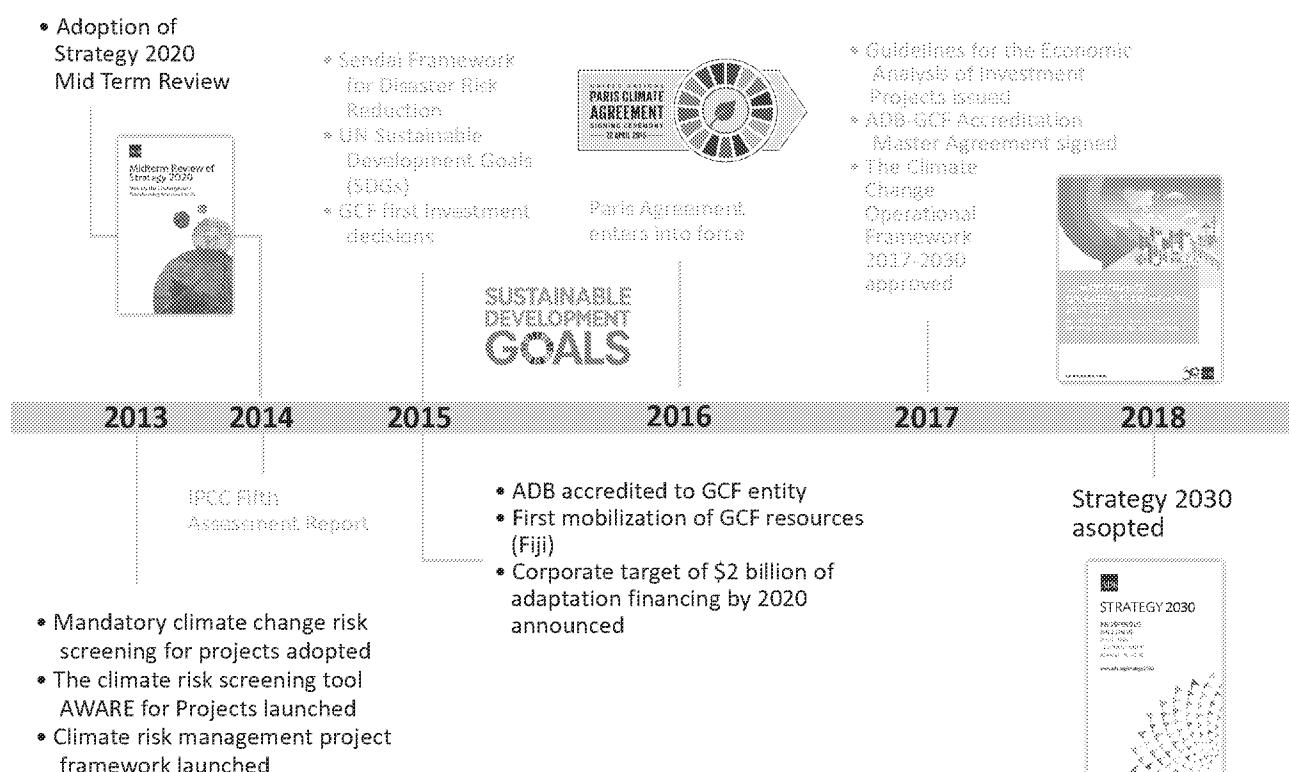 • Adoption of
Strategy 2020
Mid Term Review
Midterm Review of
Strategy 2020
• Sendai Framework
for Disaster Risk
Reduction
• UN Sustainable
Development Goals
(SDGs)
• GCF first investment
decisions
SUSTAINABLE
DEVELOPMENT
GOALS
UNITED NATIONS
PARIS CLIMATE
AGREEMENT
SIGNING CEREMONY
22 APRIL 2016
Paris Agreement
enters into force
• Guidelines for the Economic
Analysis of Investment
Projects issued
• ADB-GCF Accreditation
Master Agreement signed
• The Climate
Change
Operational
Framework
2017-2030
approved
2013 2014 2015 2016 2017 2018
IPCC Fifth
Assessment Report
• Mandatory climate change risk
screening for projects adopted
• The climate risk screening tool
AWARE for Projects launched
• Climate risk management project
framework launched
• ADB accredited to GCF entity
• First mobilization of GCF resources
(Fiji)
• Corporate target of $2 billion of
adaptation financing by 2020
announced
Strategy 2030
asopted
STRATEGY 2030